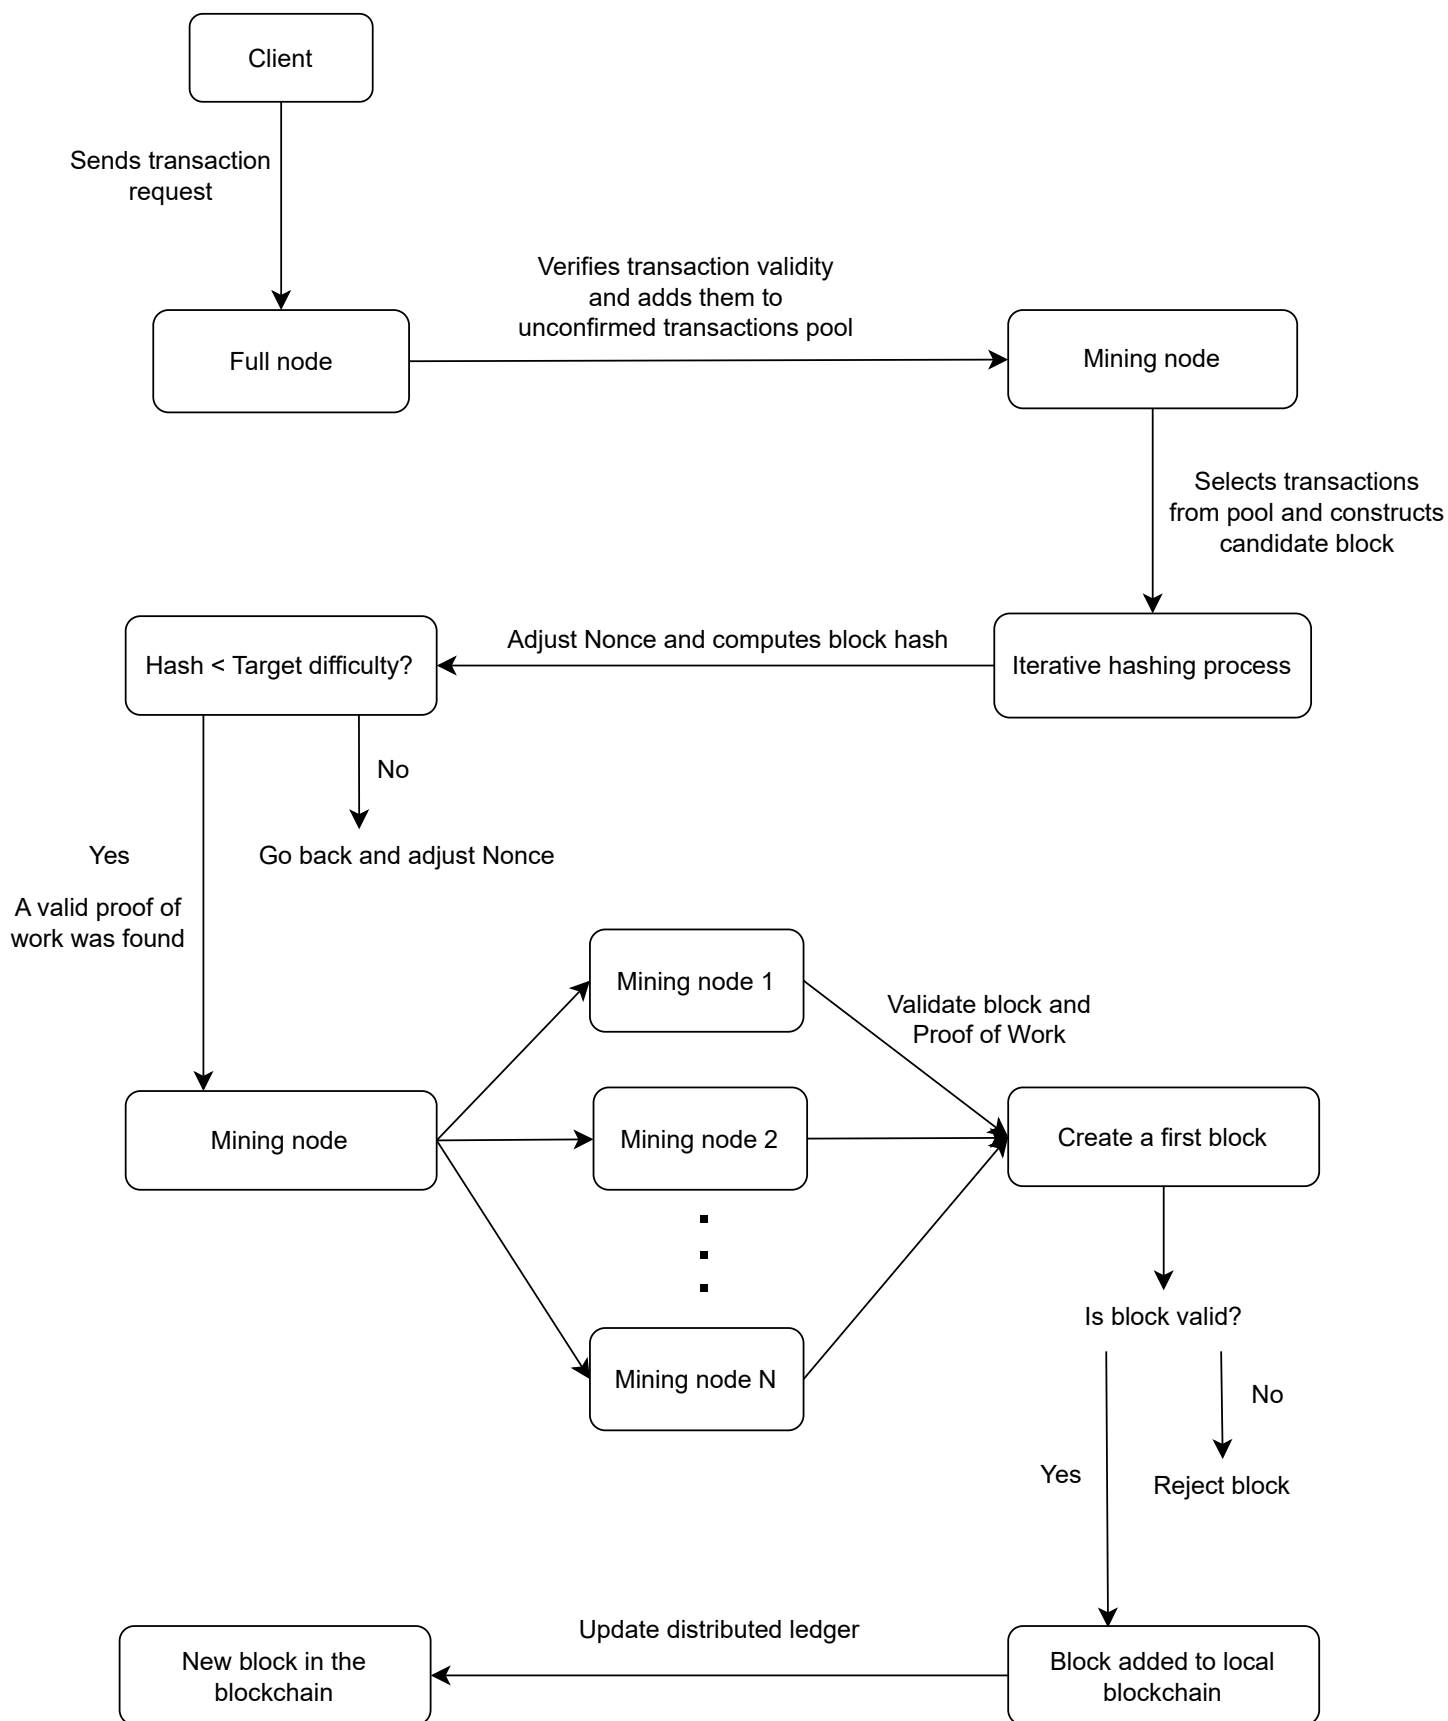 Client
Sends transaction
request
Verifies transaction validity
and adds them to
unconfirmed transactions pool
Full node
Mining node
Selects transactions
from pool and constructs
candidate block
Hash < Target difficulty?
Adjust Nonce and computes block hash
Iterative hashing process
No
Yes
Go back and adjust Nonce
A valid proof of
work was found
Mining node 1
Validate block and
Proof of Work
Mining node
Mining node 2
Create a first block
Is block valid?
Mining node N
No
Yes
Reject block
Update distributed ledger
New block in the
blockchain
Block added to local
blockchain